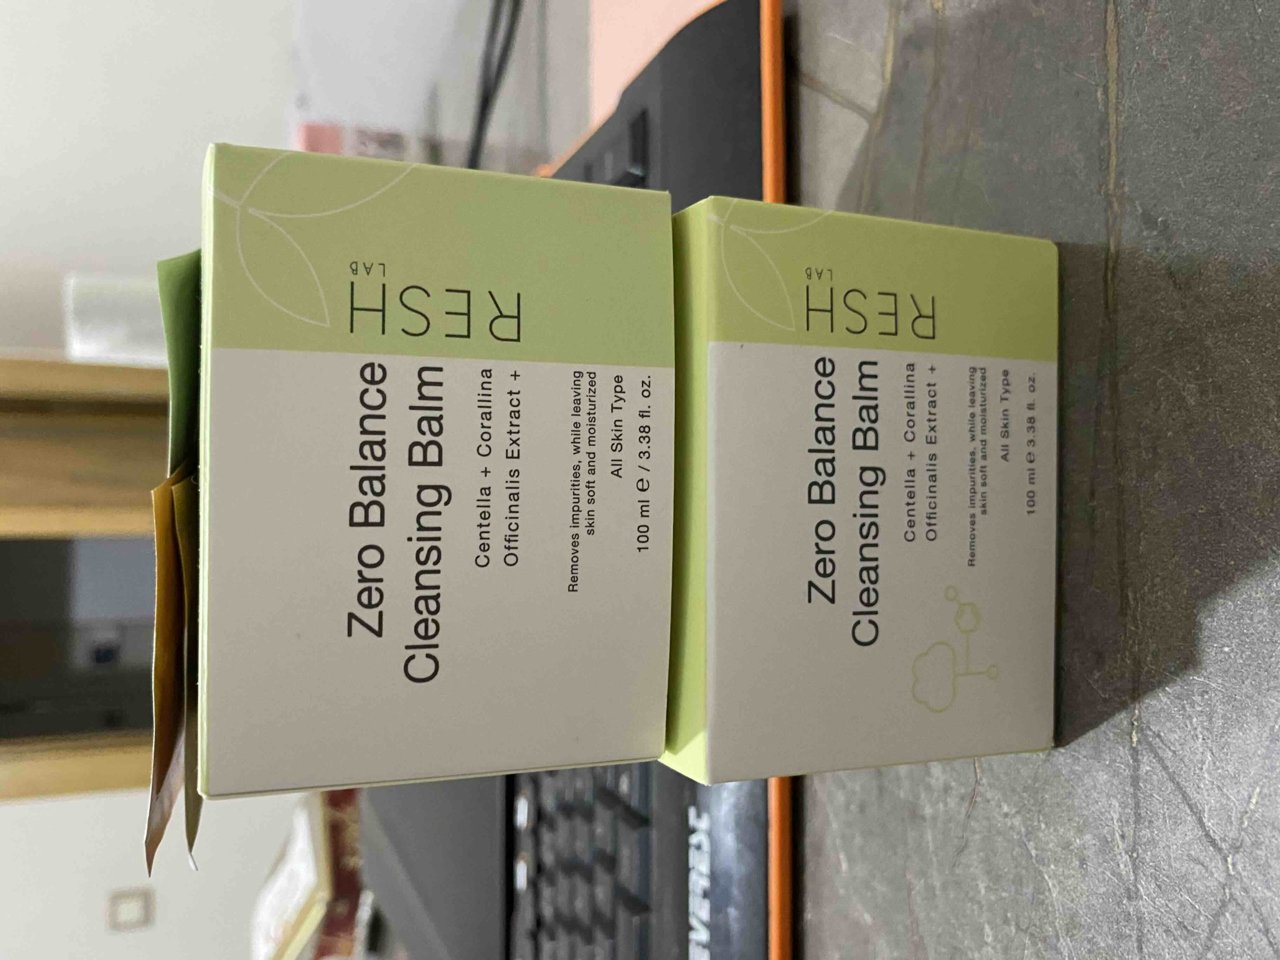 RESH
LAB
Zero Balance
Cleansing Balm
Centella + Corallina
Officinalis Extract +
Removes impurities, while leaving
skin soft and moisturized
All Skin Type
100 ml ℮ / 3.38 fl. oz.
RESH
LAB
Zero Balance
Cleansing Balm
Centella + Corallina
Officinalis Extract +
Removes impurities, while leaving
skin soft and moisturized
All Skin Type
100 ml ℮ 3.38 fl. oz.
EVEREST